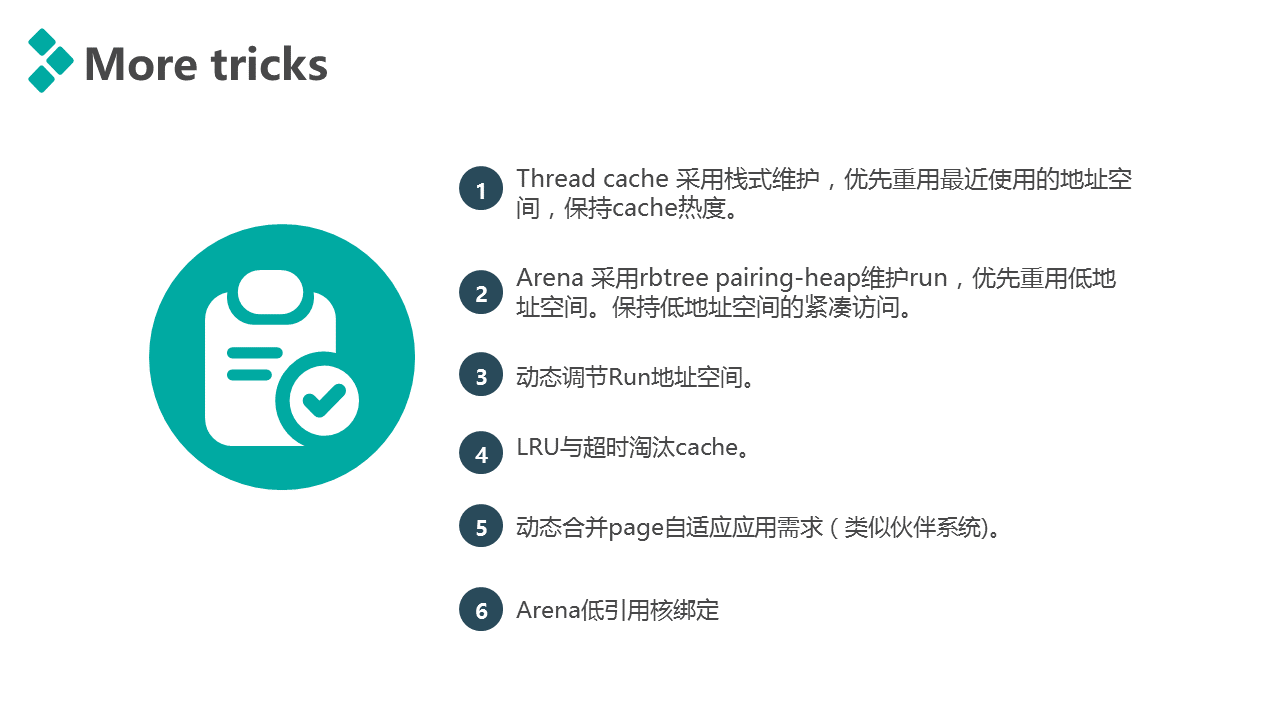 More tricks
1
Thread cache 采用栈式维护，优先重用最近使用的地址空
间，保持cache热度。
2
Arena 采用rbtree pairing-heap维护run，优先重用低地
址空间。保持低地址空间的紧凑访问。
3
动态调节Run地址空间。
4
LRU与超时淘汰cache。
5
动态合并page自适应应用需求（类似伙伴系统)。
6
Arena低引用核绑定